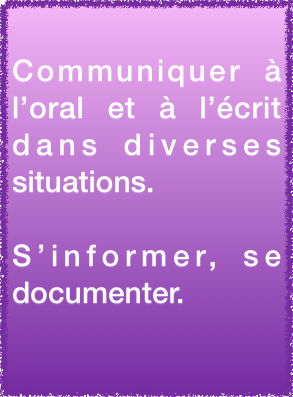 Communiquer à
l’oral et à l’écrit
dans diverses
situations.
S’informer, se
documenter.